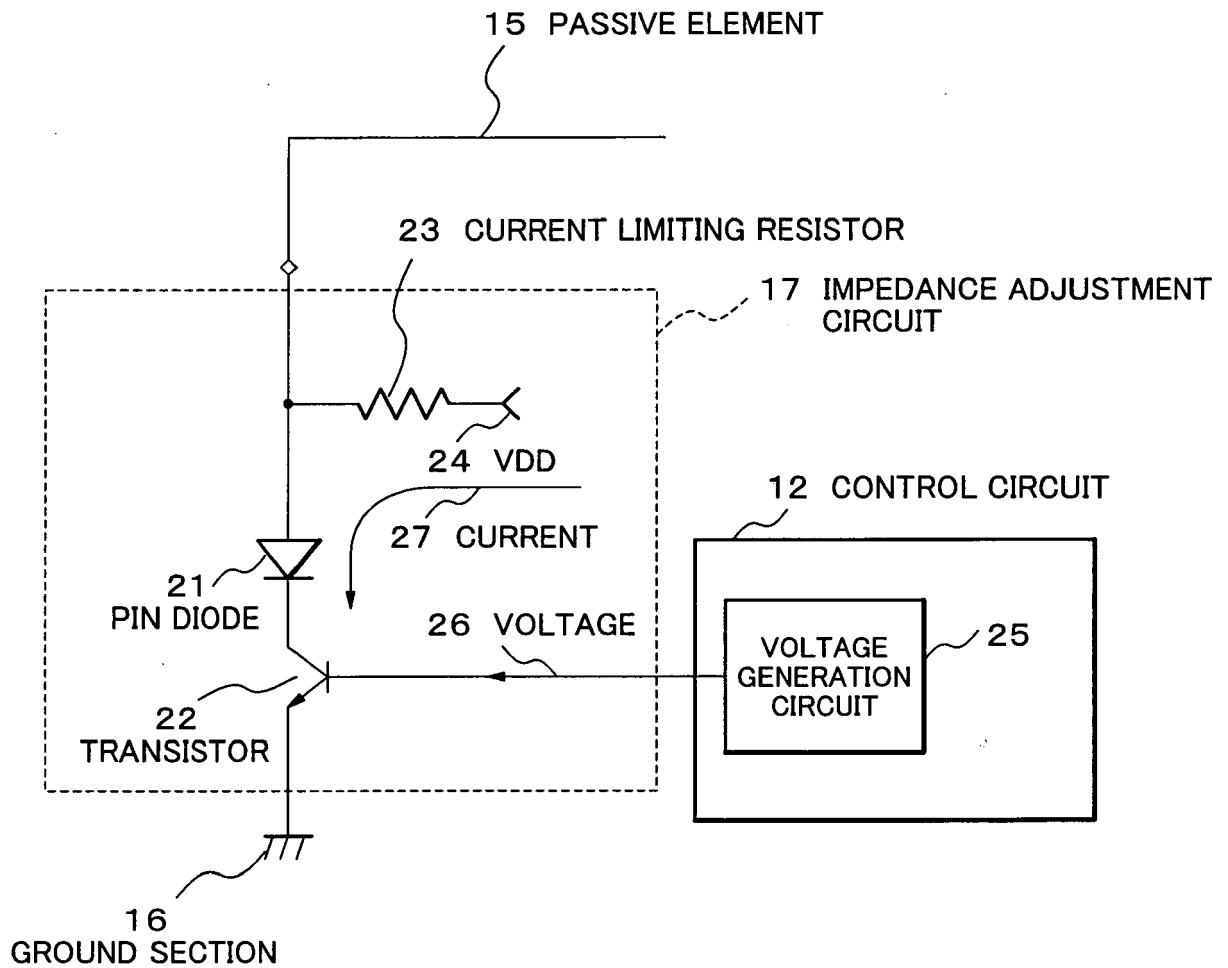 15 PASSIVE ELEMENT
23 CURRENT LIMITING RESISTOR
17 IMPEDANCE ADJUSTMENT
CIRCUIT
24 VDD
12 CONTROL CIRCUIT
27 CURRENT
21
PIN DIODE
26 VOLTAGE
25
VOLTAGE
GENERATION
CIRCUIT
22
TRANSISTOR
16
GROUND SECTION